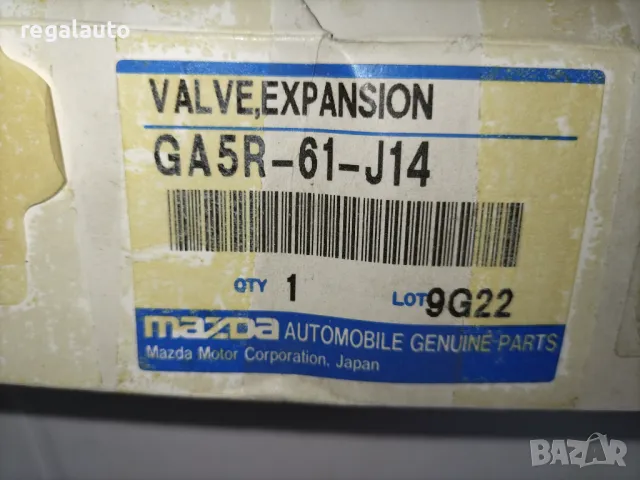 regalauto
VALVE,EXPANSION
GA5R-61-J14
QTY 1 LOT 9G22
mazda AUTOMOBILE GENUINE PARTS
Mazda Motor Corporation, Japan
BAZAR